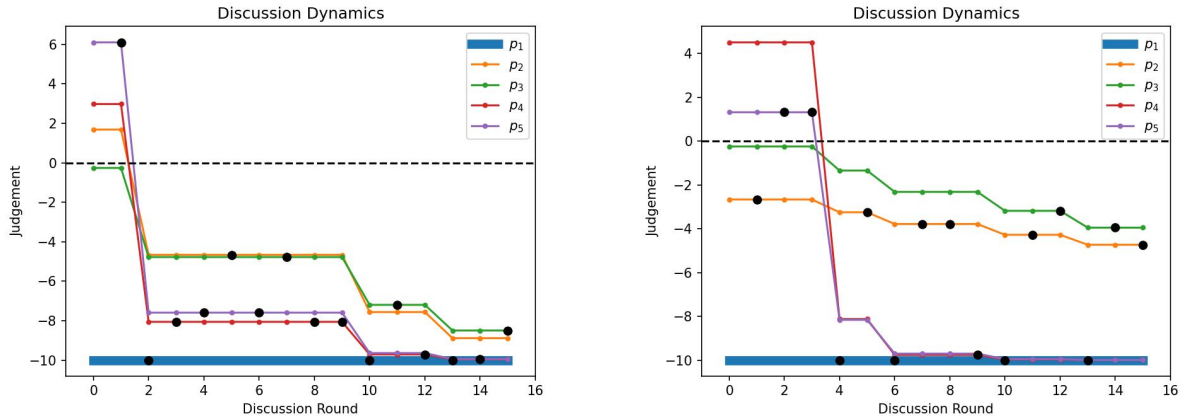 Discussion Dynamics
Judgement
6
4
2
0
−2
−4
−6
−8
−10
p1
p2
p3
p4
p5
0 2 4 6 8 10 12 14 16
Discussion Round
Discussion Dynamics
Judgement
4
2
0
−2
−4
−6
−8
−10
p1
p2
p3
p4
p5
0 2 4 6 8 10 12 14 16
Discussion Round